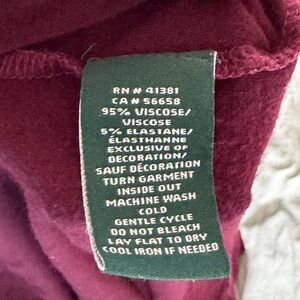 RN # 41381
CA # 56658
95% VISCOSE/
VISCOSE
5% ELASTANE/
ÉLASTHANNE
EXCLUSIVE OF
DECORATION/
SAUF DÉCORATION
TURN GARMENT
INSIDE OUT
MACHINE WASH
COLD
GENTLE CYCLE
DO NOT BLEACH
LAY FLAT TO DRY
COOL IRON IF NEEDED